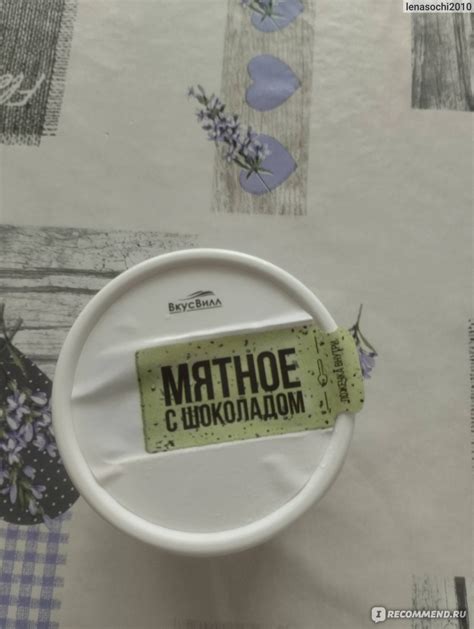 lenasochi2010
ВкусВилл
МЯТНОЕ
С ШОКОЛАДОМ
I RECOMMEND.RU